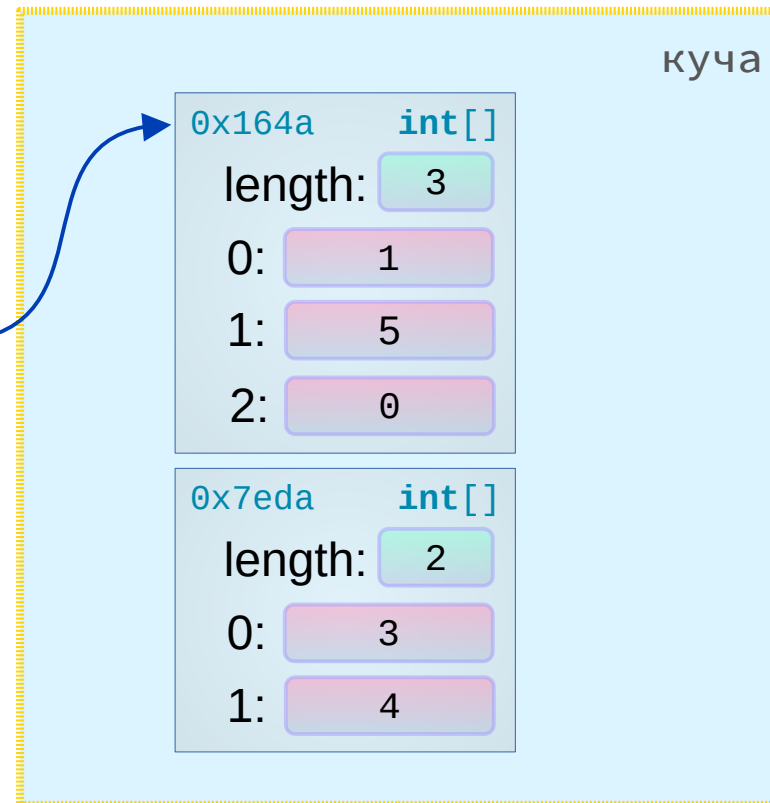 куча
0x164a int[]
length: 3
0: 1
1: 5
2: 0
0x7eda int[]
length: 2
0: 3
1: 4